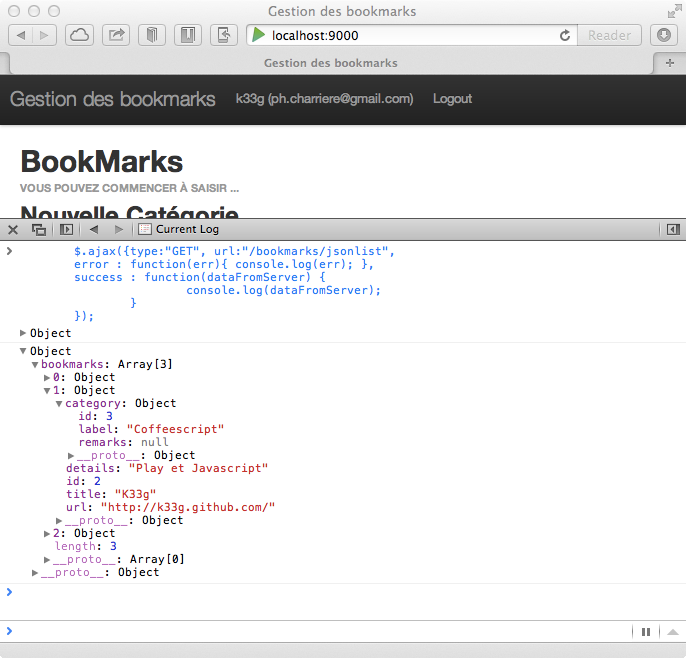 Gestion des bookmarks
localhost:9000
Reader
Gestion des bookmarks
Gestion des bookmarks k33g (ph.charriere@gmail.com) Logout
BookMarks
VOUS POUVEZ COMMENCER À SAISIR ...
Nouvelle Catégorie
Current Log
$.ajax({type:"GET", url:"/bookmarks/jsonlist",
error : function(err){ console.log(err); },
success : function(dataFromServer) {
console.log(dataFromServer);
}
});
Object
Object
bookmarks: Array[3]
0: Object
1: Object
category: Object
id: 3
label: "Coffeescript"
remarks: null
__proto__: Object
details: "Play et Javascript"
id: 2
title: "K33g"
url: "http://k33g.github.com/"
__proto__: Object
2: Object
length: 3
__proto__: Array[0]
__proto__: Object